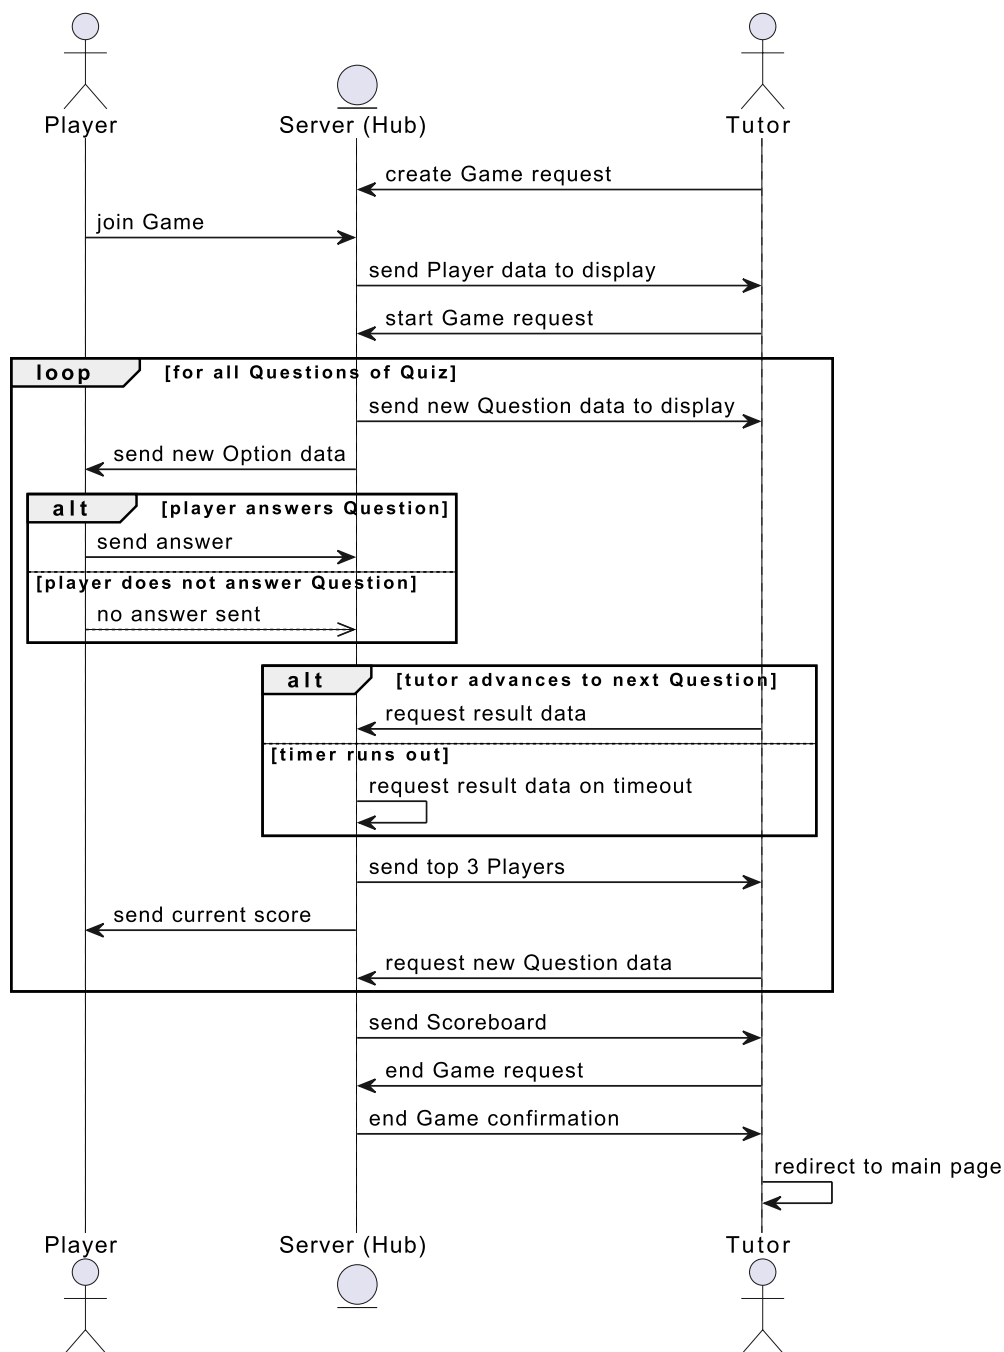 Player
Server (Hub)
Tutor
create Game request
join Game
send Player data to display
start Game request
loop [for all Questions of Quiz]
send new Question data to display
send new Option data
alt [player answers Question]
send answer
[player does not answer Question]
no answer sent
alt [tutor advances to next Question]
request result data
[timer runs out]
request result data on timeout
send top 3 Players
send current score
request new Question data
send Scoreboard
end Game request
end Game confirmation
redirect to main page
Player
Server (Hub)
Tutor